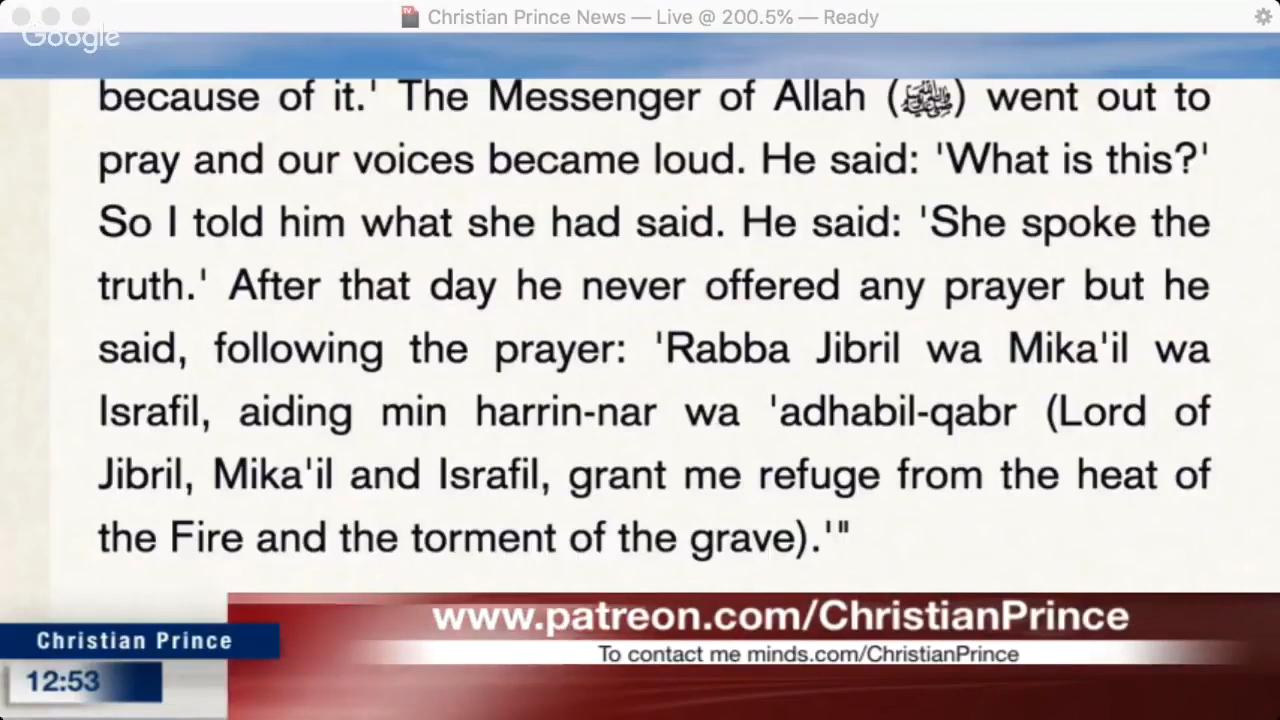 Christian Prince News — Live @ 200.5% — Ready
Google
because of it.' The Messenger of Allah (ﷺ) went out to
pray and our voices became loud. He said: 'What is this?'
So I told him what she had said. He said: 'She spoke the
truth.' After that day he never offered any prayer but he
said, following the prayer: 'Rabba Jibril wa Mika'il wa
Israfil, aiding min harrin-nar wa 'adhabil-qabr (Lord of
Jibril, Mika'il and Israfil, grant me refuge from the heat of
the Fire and the torment of the grave).'"
www.patreon.com/ChristianPrince
To contact me minds.com/ChristianPrince
Christian Prince
12:53